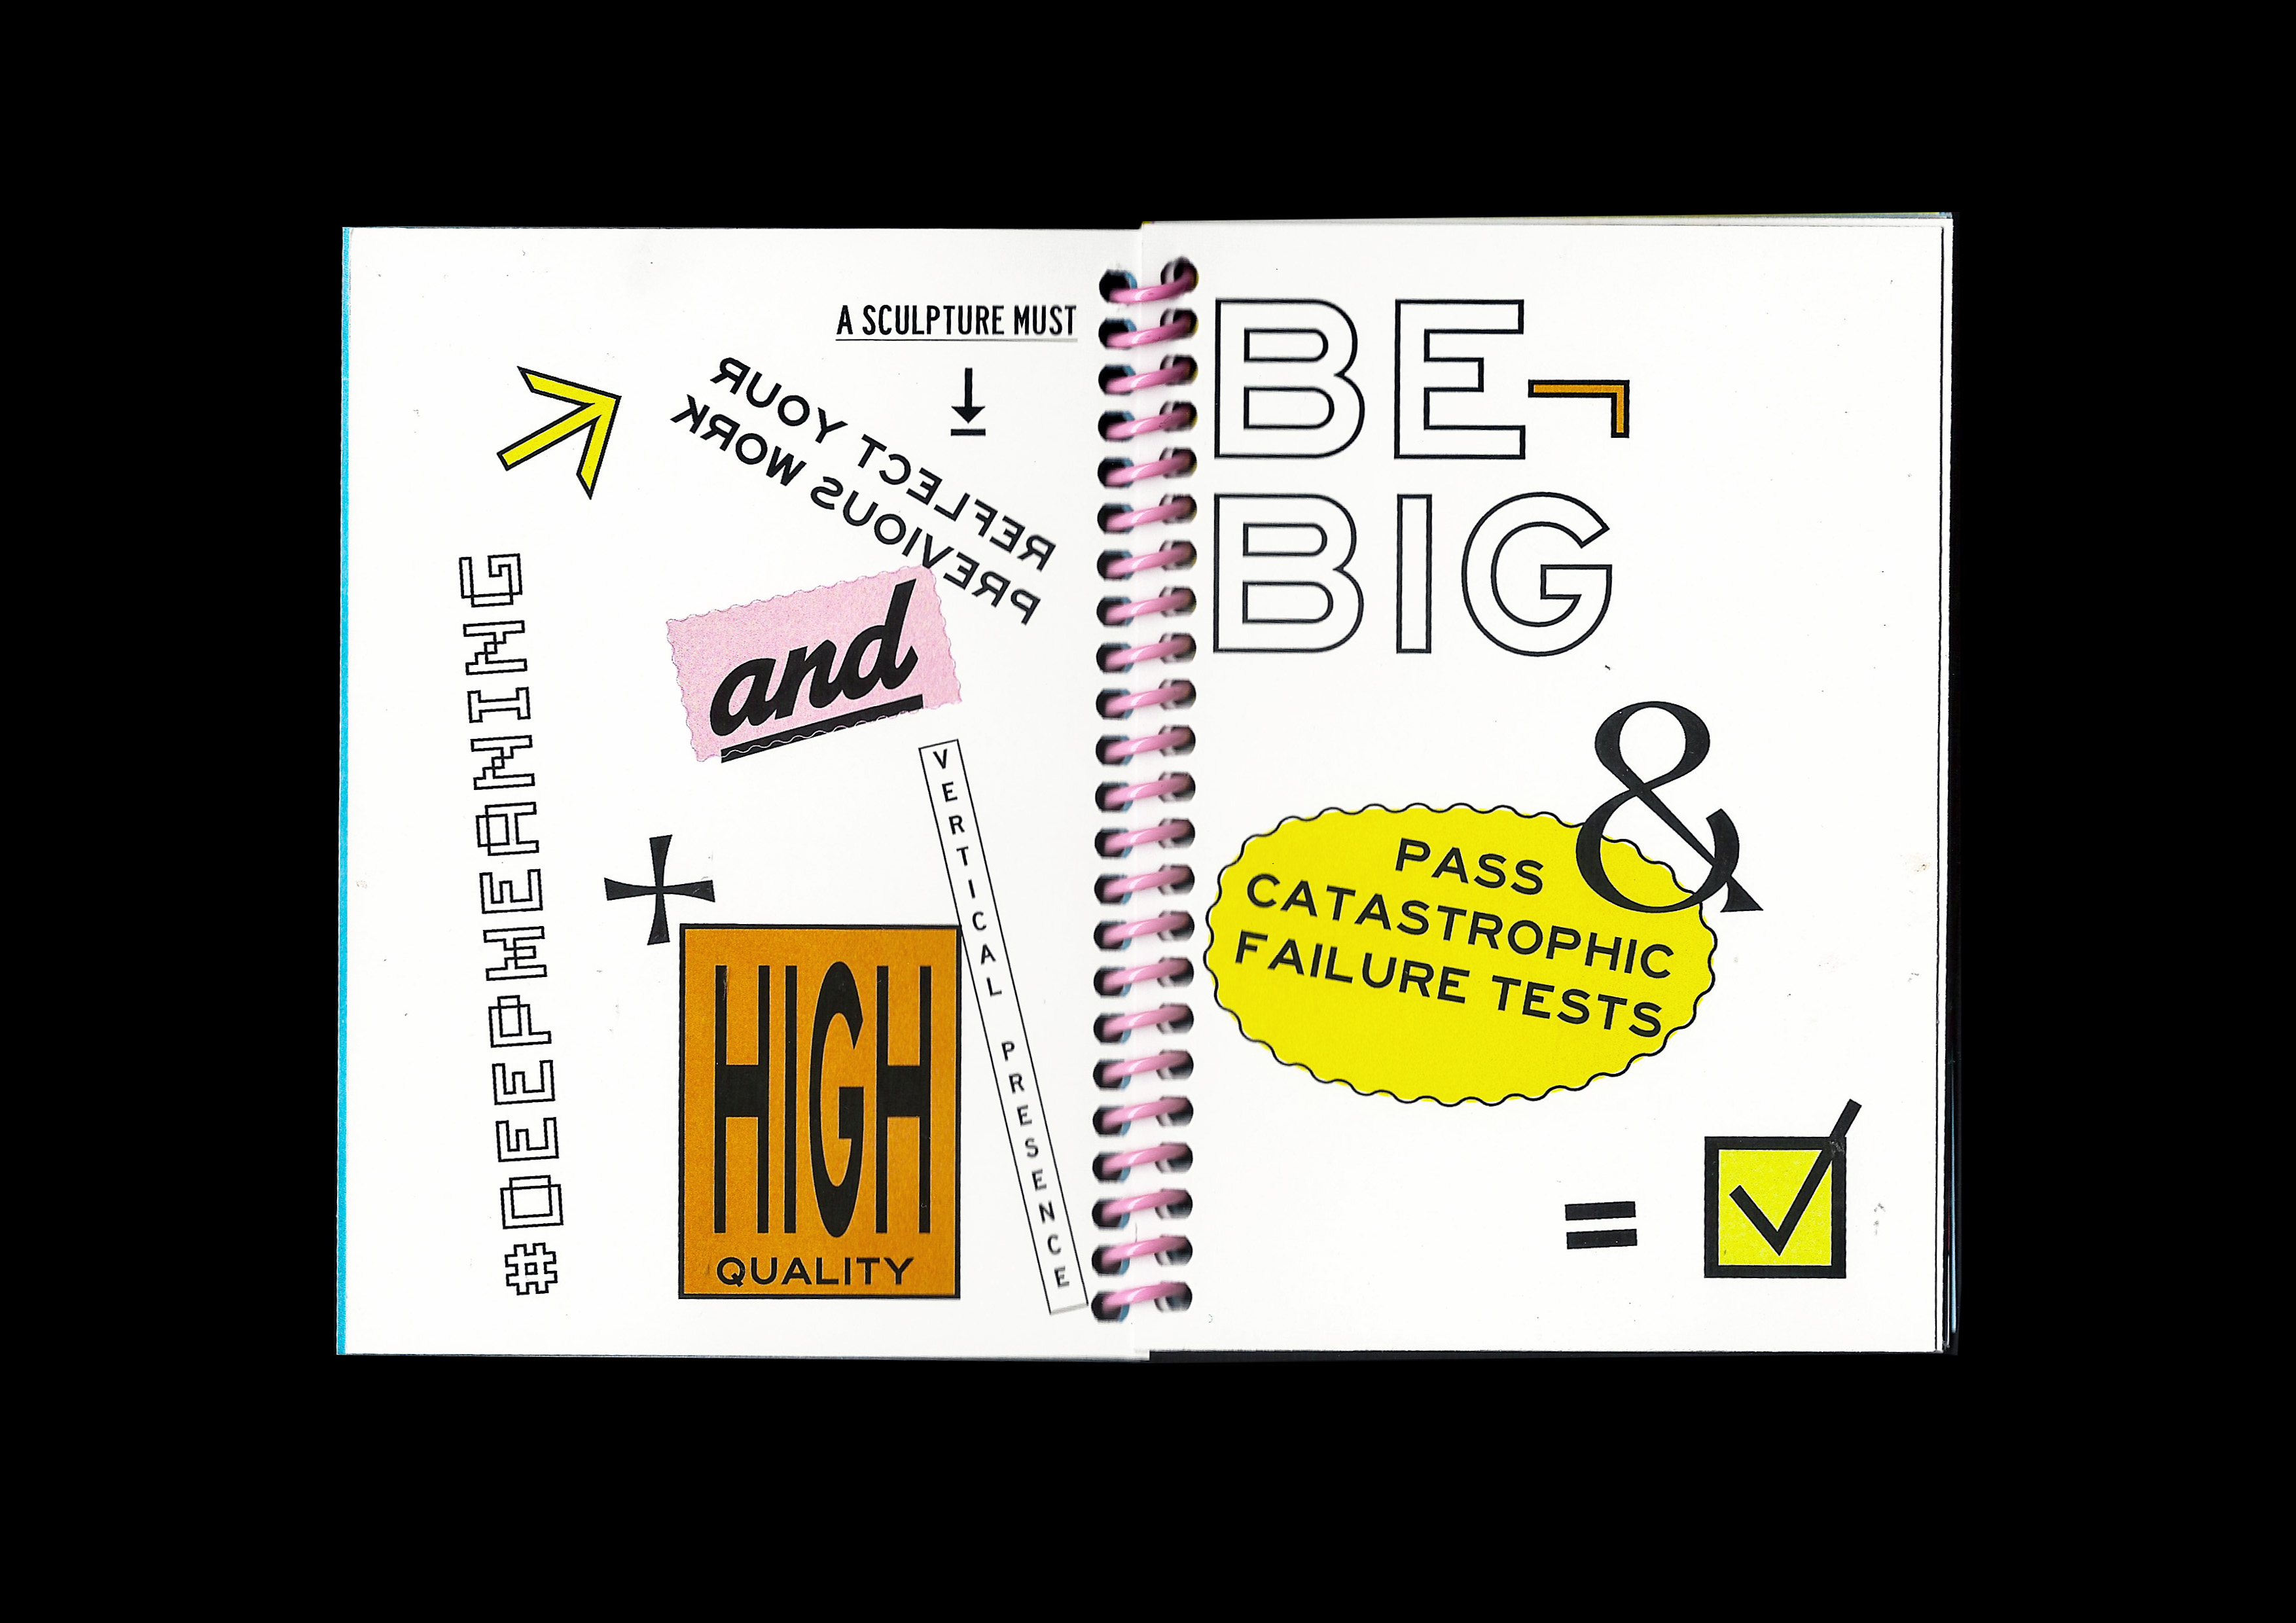 A SCULPTURE MUST
REFLECT YOUR
PREVIOUS WORK
and
VERTICAL PRESENCE
#DEEPMEANING
+
HIGH
QUALITY
BE
BIG
&
PASS
CATASTROPHIC
FAILURE TESTS
=